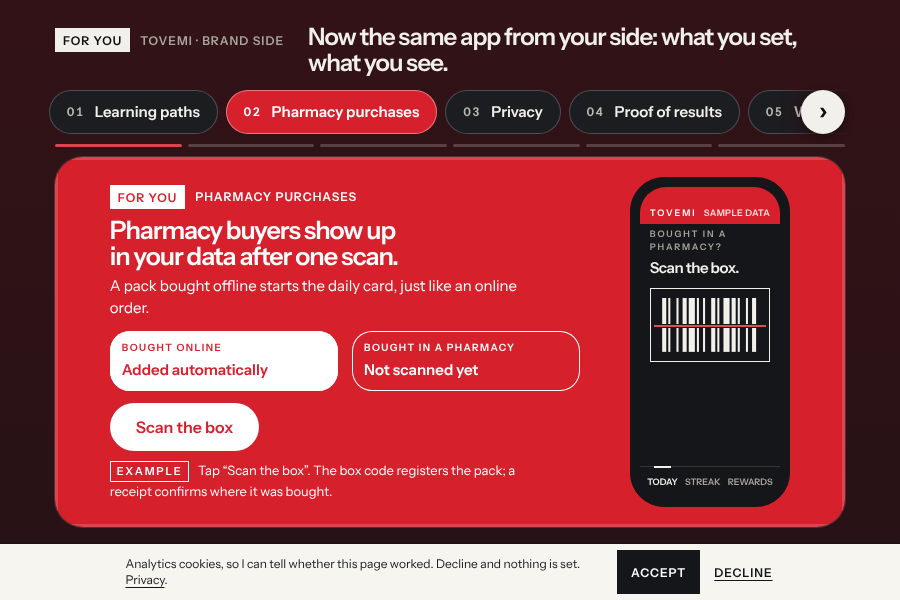 FOR YOU TOVEMI · BRAND SIDE
Now the same app from your side: what you set,
what you see.
01 Learning paths
02 Pharmacy purchases
03 Privacy
04 Proof of results
05
›
FOR YOU PHARMACY PURCHASES
Pharmacy buyers show up
in your data after one scan.
A pack bought offline starts the daily card, just like an online
order.
BOUGHT ONLINE
Added automatically
BOUGHT IN A PHARMACY
Not scanned yet
Scan the box
EXAMPLE Tap “Scan the box”. The box code registers the pack; a
receipt confirms where it was bought.
TOVEMI SAMPLE DATA
BOUGHT IN A
PHARMACY?
Scan the box.
TODAY STREAK REWARDS
Analytics cookies, so I can tell whether this page worked. Decline and nothing is set.
Privacy.
ACCEPT
DECLINE